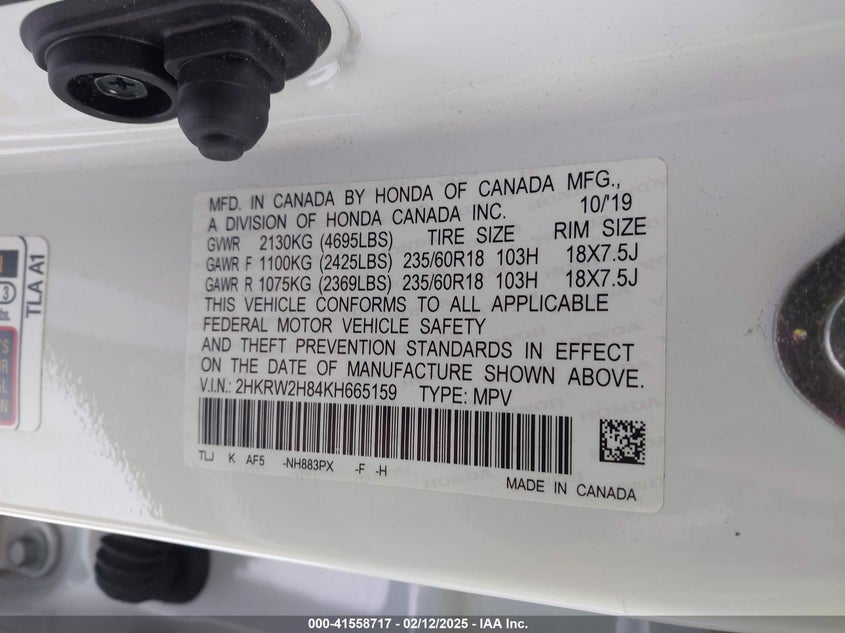 MFD. IN CANADA BY HONDA OF CANADA MFG.,
A DIVISION OF HONDA CANADA INC. 10/'19
GVWR 2130KG (4695LBS) TIRE SIZE RIM SIZE
GAWR F 1100KG (2425LBS) 235/60R18 103H 18X7.5J
GAWR R 1075KG (2369LBS) 235/60R18 103H 18X7.5J
THIS VEHICLE CONFORMS TO ALL APPLICABLE
FEDERAL MOTOR VEHICLE SAFETY
AND THEFT PREVENTION STANDARDS IN EFFECT
ON THE DATE OF MANUFACTURE SHOWN ABOVE.
V.I.N.: 2HKRW2H84KH665159 TYPE: MPV
TLJ K AF5 -NH883PX -F -H
MADE IN CANADA
TLA A1
3
lbs.
000-41558717 - 02/12/2025 - IAA Inc.